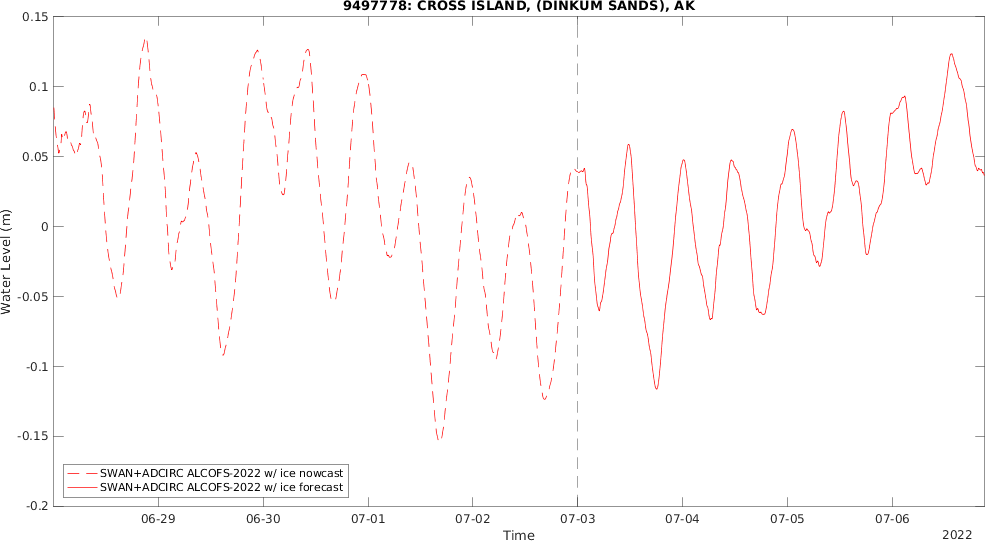 9497778: CROSS ISLAND, (DINKUM SANDS), AK
Water Level (m)
0.15
0.1
0.05
0
-0.05
-0.1
-0.15
-0.2
SWAN+ADCIRC ALCOFS-2022 w/ ice nowcast
SWAN+ADCIRC ALCOFS-2022 w/ ice forecast
06-29 06-30 07-01 07-02 07-03 07-04 07-05 07-06
Time
2022